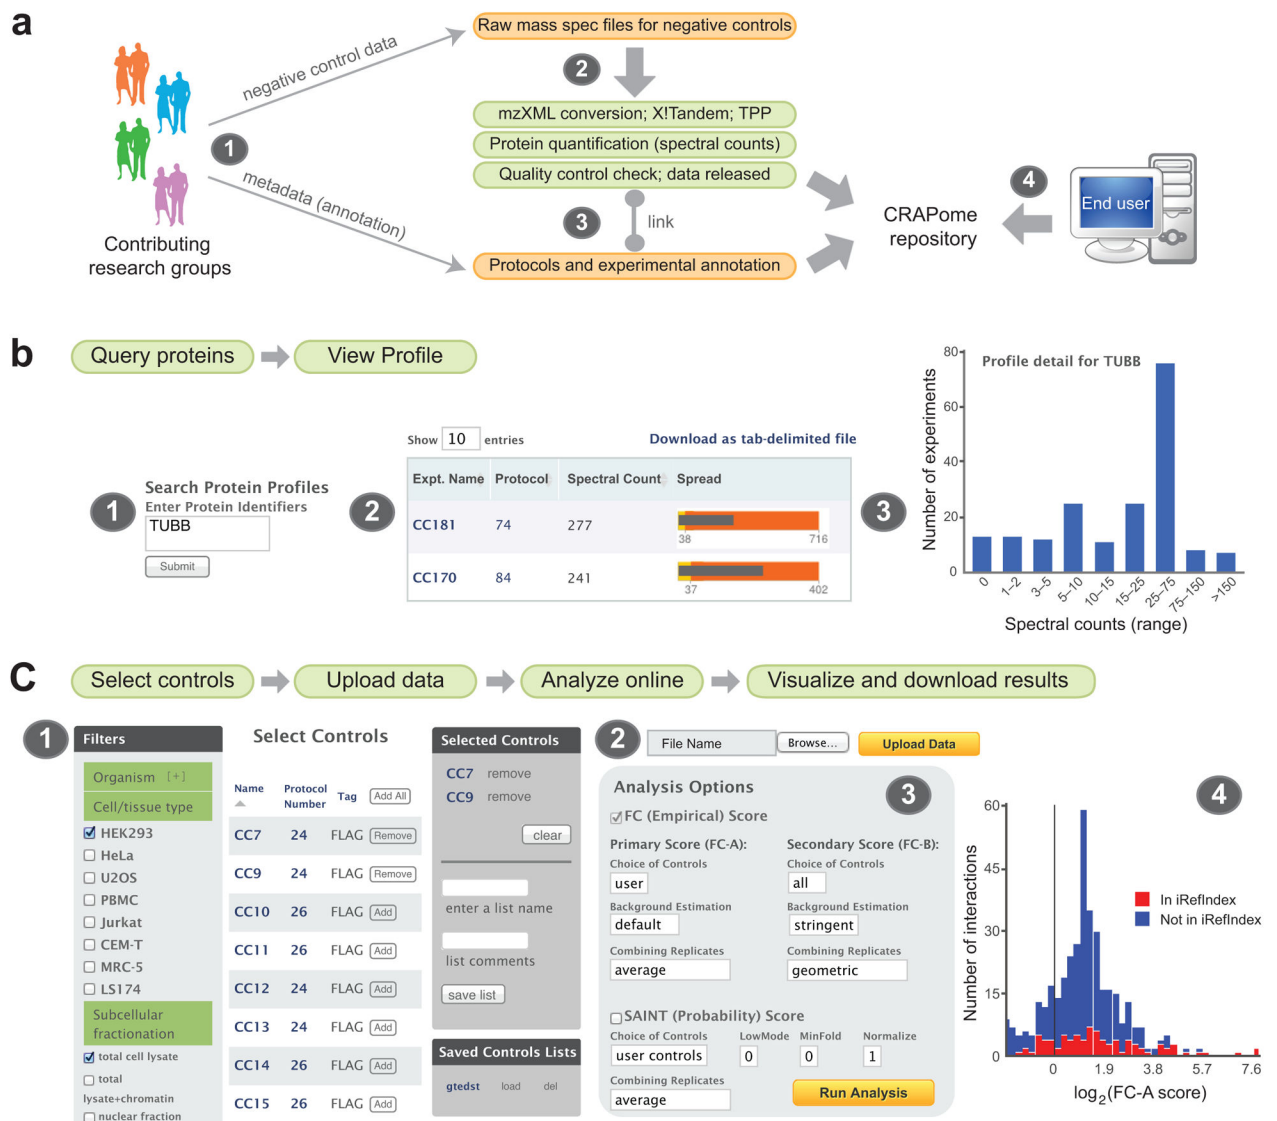 a
Raw mass spec files for negative controls
negative control data
2
mzXML conversion; X!Tandem; TPP
Protein quantification (spectral counts)
Quality control check; data released
1
metadata (annotation)
3
link
Protocols and experimental annotation
Contributing
research groups
CRAPome
repository
4
End user
b
Query proteins
View Profile
1
Search Protein Profiles
Enter Protein Identifiers
TUBB
Submit
2
Show 10 entries
Download as tab-delimited file
Expt. Name Protocol Spectral Count Spread
CC181 74 277
38 716
CC170 84 241
37 402
3
Profile detail for TUBB
Number of experiments
80
60
40
20
0
0 1–2 3–5 5–10 10–15 15–25 25–75 75–150 >150
Spectral counts (range)
C
Select controls
Upload data
Analyze online
Visualize and download results
1
Filters
Organism [+]
Cell/tissue type
HEK293
HeLa
U2OS
PBMC
Jurkat
CEM-T
MRC-5
LS174
Subcellular
fractionation
total cell lysate
total
lysate+chromatin
nuclear fraction
Select Controls
Name Protocol Number Tag Add All
CC7 24 FLAG Remove
CC9 24 FLAG Remove
CC10 26 FLAG Add
CC11 26 FLAG Add
CC12 24 FLAG Add
CC13 24 FLAG Add
CC14 26 FLAG Add
CC15 26 FLAG Add
Selected Controls
CC7 remove
CC9 remove
clear
enter a list name
list comments
save list
Saved Controls Lists
gtedst load del
2
File Name Browse... Upload Data
Analysis Options
3
FC (Empirical) Score
Primary Score (FC-A):
Choice of Controls
user
Background Estimation
default
Combining Replicates
average
Secondary Score (FC-B):
Choice of Controls
all
Background Estimation
stringent
Combining Replicates
geometric
SAINT (Probability) Score
Choice of Controls LowMode MinFold Normalize
user controls 0 0 1
Combining Replicates
average
Run Analysis
4
Number of interactions
60
45
30
15
0
In iRefIndex
Not in iRefIndex
0 1.9 3.8 5.7 7.6
log2(FC-A score)